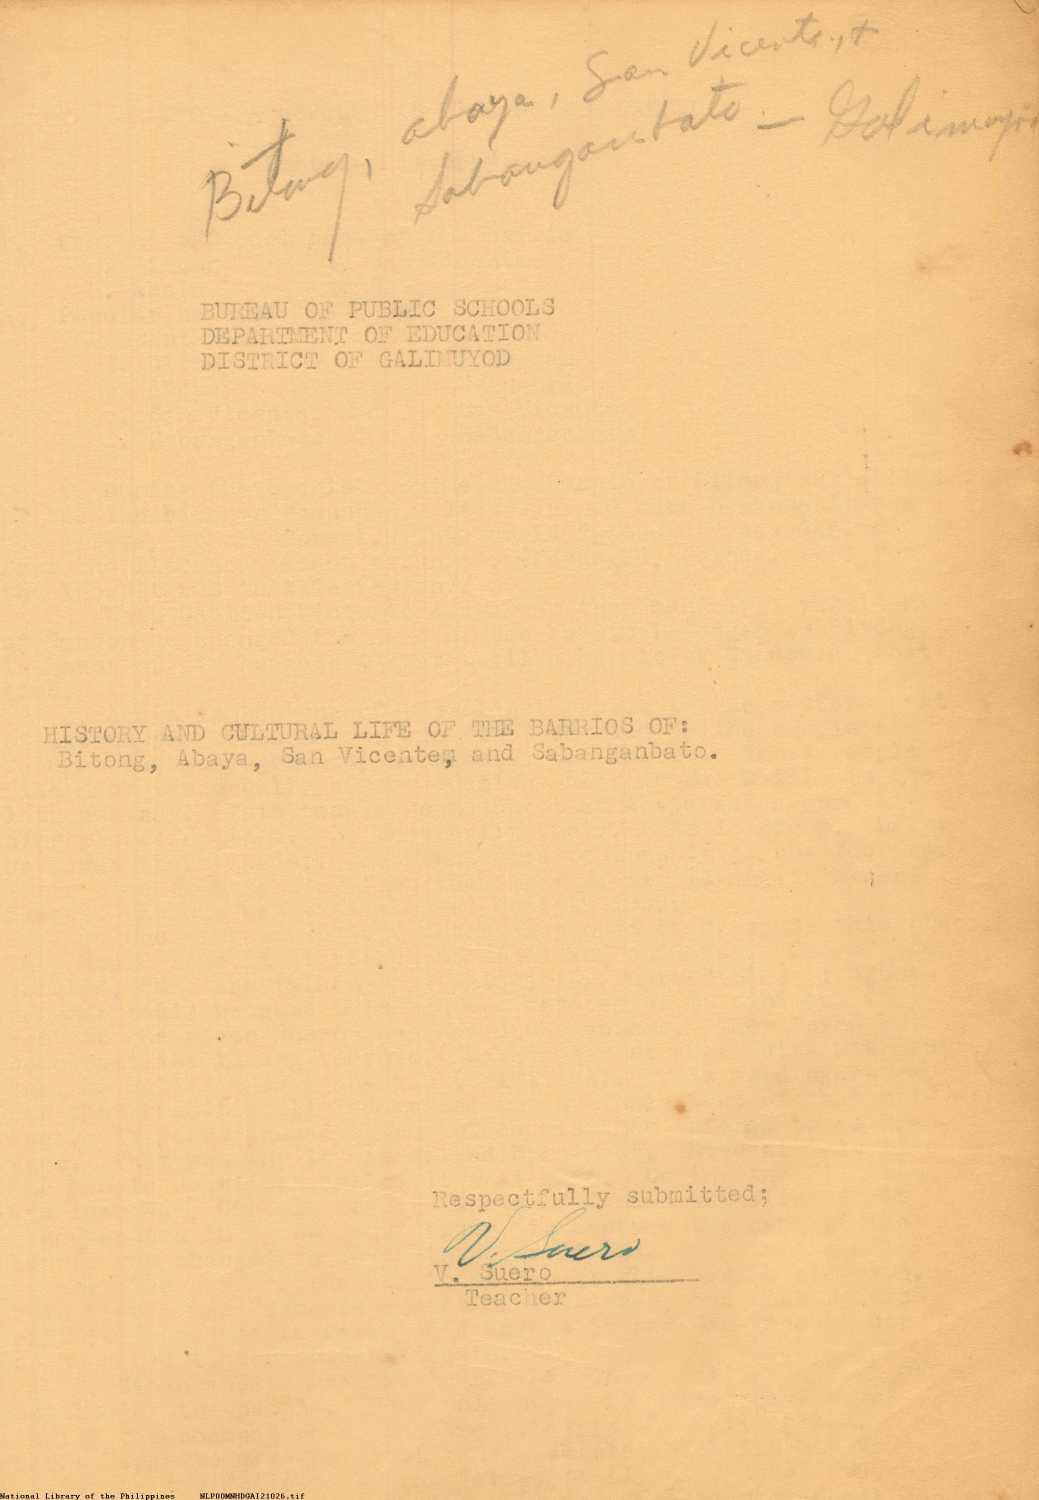 Bitong, abaya, San Vicente, +
Sabanganbato — Galimuyod
BUREAU OF PUBLIC SCHOOLS
DEPARTMENT OF EDUCATION
DISTRICT OF GALIMUYOD
HISTORY AND CULTURAL LIFE OF THE BARRIOS OF:
Bitong, Abaya, San Vicente, and Sabanganbato.
Respectfully submitted;
V. Suero
V. Suero
Teacher
National Library of the Philippines NLP00MNHDGAI21026.tif